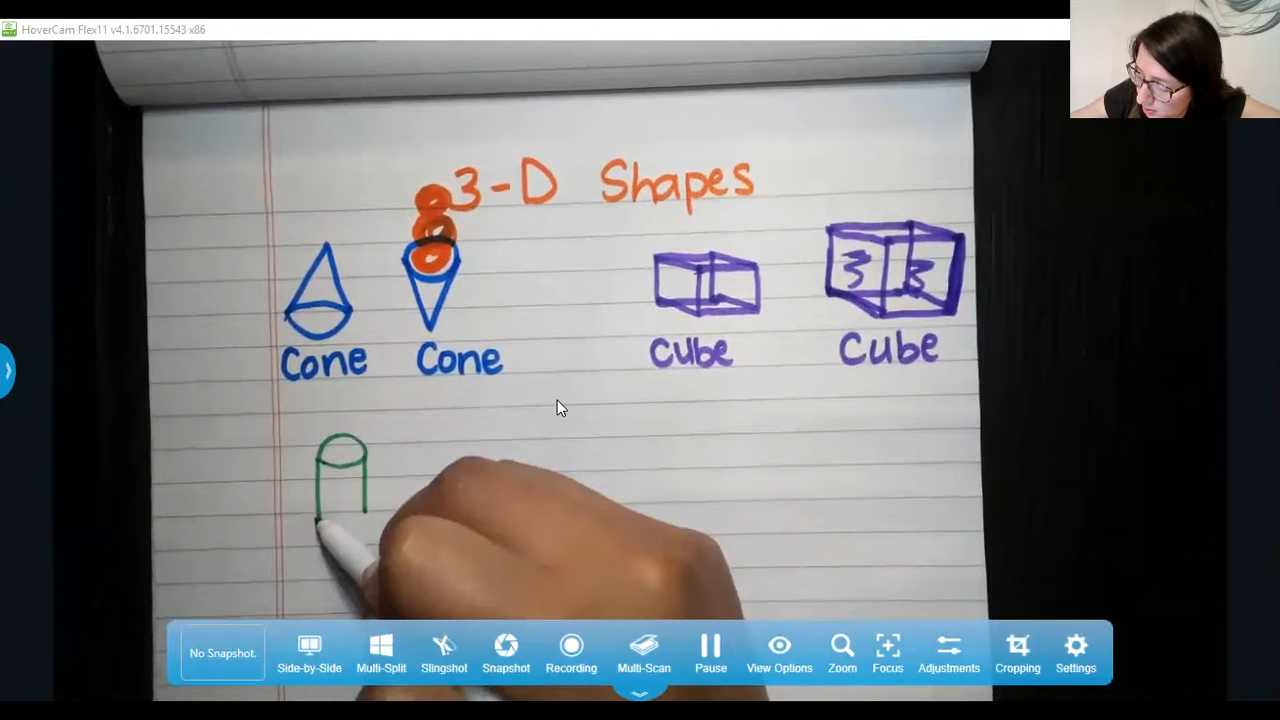 HoverCam Flex11 v4.1.6701.15543 x86
3-D Shapes
3 3
Cone Cone Cube Cube
No Snapshot.
Side-by-Side Multi-Split Slingshot Snapshot Recording Multi-Scan Pause View Options Zoom Focus Adjustments Cropping Settings